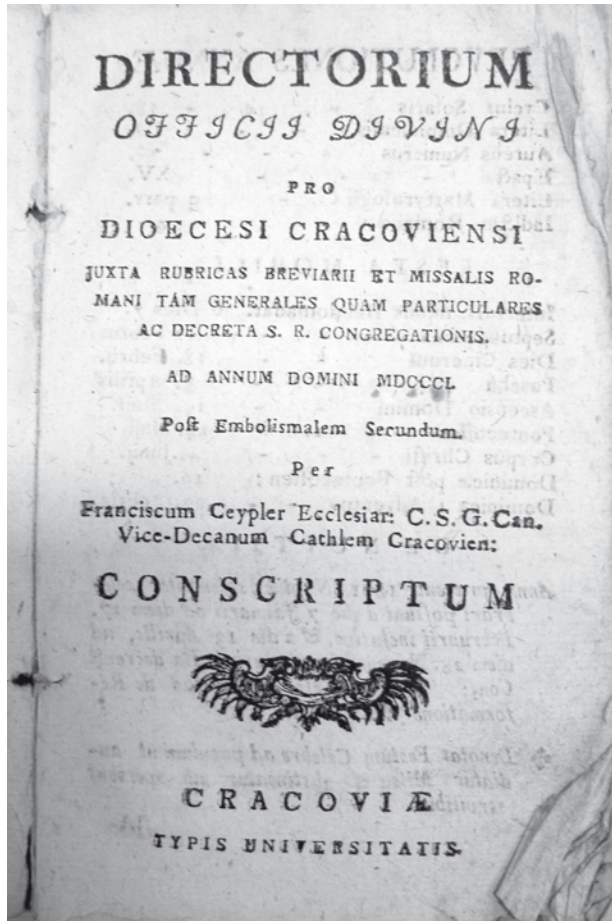 DIRECTORIUM
OFFICII DIVINI
PRO
DIOECESI CRACOVIENSI
JUXTA RUBRICAS BREVIARII ET MISSALIS RO-
MANI TAM GENERALES QUAM PARTICULARES
AC DECRETA S. R. CONGREGATIONIS.
AD ANNUM DOMINI MDCCCI.
Poſt Embolismalem Secundum.
Per
Franciscum Ceypler Ecclesiar: C. S. G. Can.
Vice-Decanum Cathlem Cracovien:
CONSCRIPTUM
CRACOVIÆ
TYPIS UNIVERSITATIS.